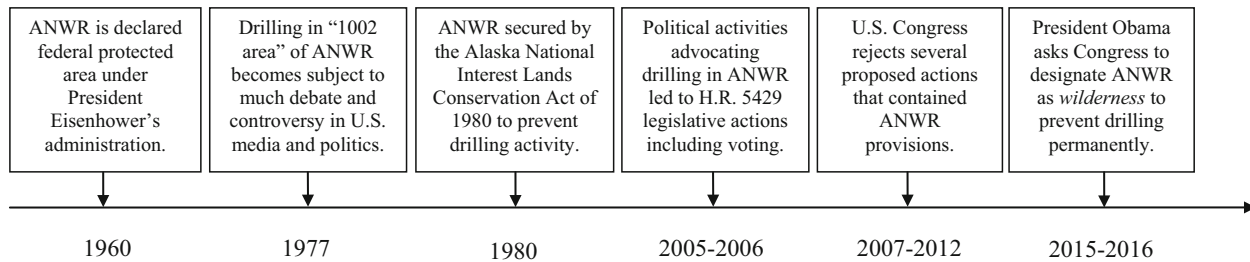 ANWR is declared
federal protected
area under
President
Eisenhower’s
administration.
Drilling in “1002
area” of ANWR
becomes subject to
much debate and
controversy in U.S.
media and politics.
ANWR secured by
the Alaska National
Interest Lands
Conservation Act of
1980 to prevent
drilling activity.
Political activities
advocating
drilling in ANWR
led to H.R. 5429
legislative actions
including voting.
U.S. Congress
rejects several
proposed actions
that contained
ANWR
provisions.
President Obama
asks Congress to
designate ANWR
as wilderness to
prevent drilling
permanently.
1960
1977
1980
2005-2006
2007-2012
2015-2016